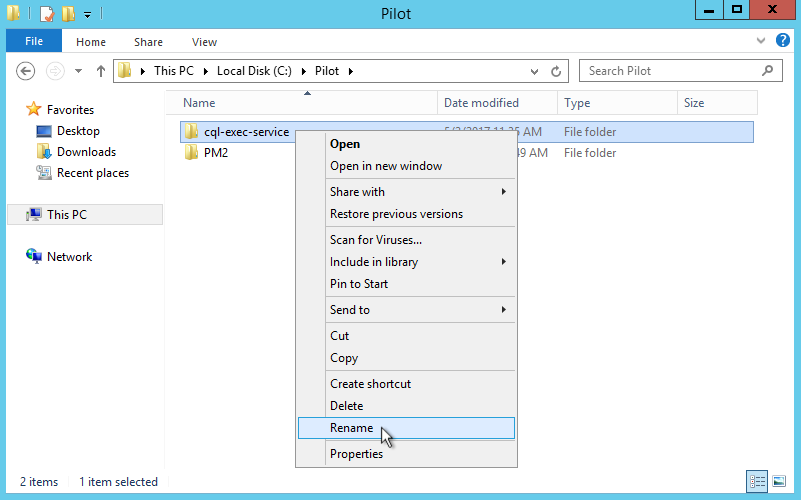 Pilot
File Home Share View
This PC Local Disk (C:) Pilot Search Pilot
Name Date modified Type Size
Favorites
Desktop
Downloads
Recent places
This PC
Network
cql-exec-service AM File folder
PM2 49 AM File folder
Open
Open in new window
Share with
Restore previous versions
Scan for Viruses...
Include in library
Pin to Start
Send to
Cut
Copy
Create shortcut
Delete
Rename
Properties
2 items 1 item selected